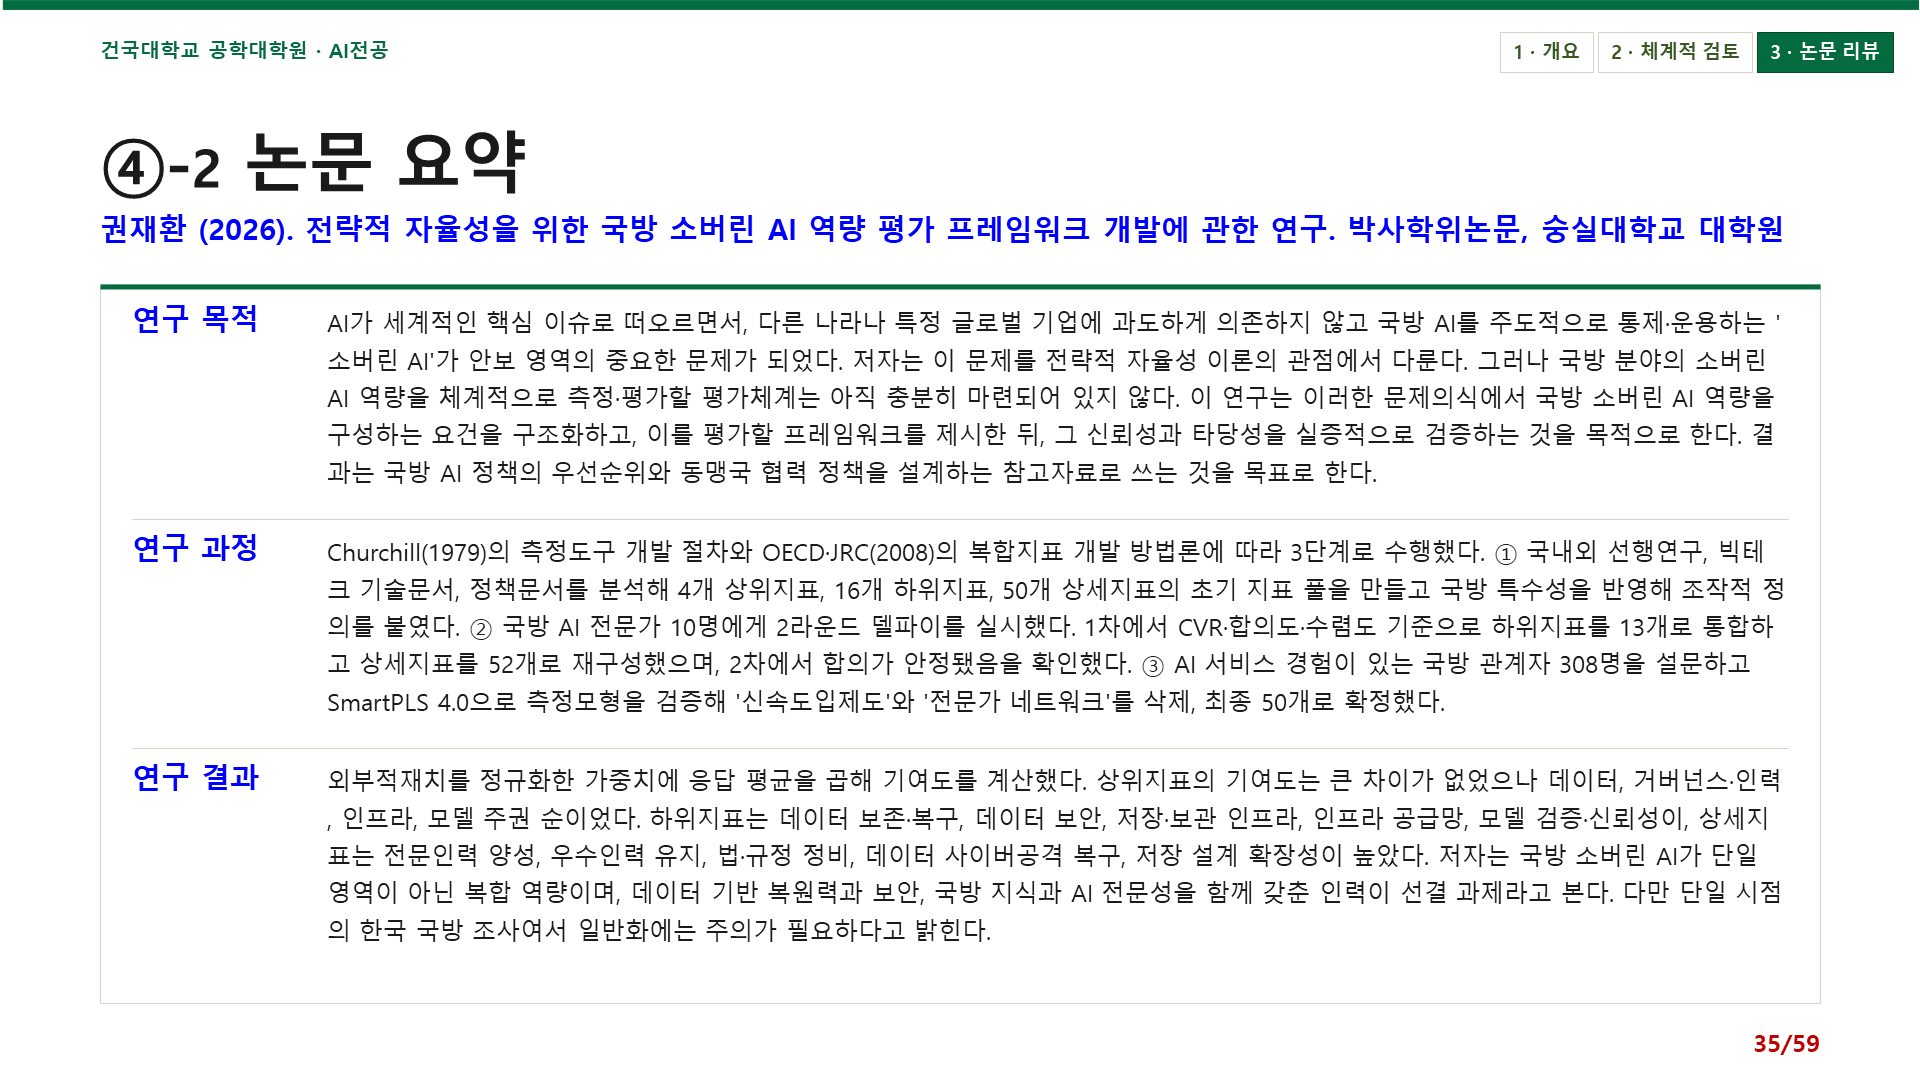 건국대학교 공학대학원 · AI전공
1 · 개요
2 · 체계적 검토
3 · 논문 리뷰
④-2 논문 요약
권재환 (2026). 전략적 자율성을 위한 국방 소버린 AI 역량 평가 프레임워크 개발에 관한 연구. 박사학위논문, 숭실대학교 대학원
연구 목적
AI가 세계적인 핵심 이슈로 떠오르면서, 다른 나라나 특정 글로벌 기업에 과도하게 의존하지 않고 국방 AI를 주도적으로 통제·운용하는 '
소버린 AI'가 안보 영역의 중요한 문제가 되었다. 저자는 이 문제를 전략적 자율성 이론의 관점에서 다룬다. 그러나 국방 분야의 소버린
AI 역량을 체계적으로 측정·평가할 평가체계는 아직 충분히 마련되어 있지 않다. 이 연구는 이러한 문제의식에서 국방 소버린 AI 역량을
구성하는 요건을 구조화하고, 이를 평가할 프레임워크를 제시한 뒤, 그 신뢰성과 타당성을 실증적으로 검증하는 것을 목적으로 한다. 결
과는 국방 AI 정책의 우선순위와 동맹국 협력 정책을 설계하는 참고자료로 쓰는 것을 목표로 한다.
연구 과정
Churchill(1979)의 측정도구 개발 절차와 OECD·JRC(2008)의 복합지표 개발 방법론에 따라 3단계로 수행했다. ① 국내외 선행연구, 빅테
크 기술문서, 정책문서를 분석해 4개 상위지표, 16개 하위지표, 50개 상세지표의 초기 지표 풀을 만들고 국방 특수성을 반영해 조작적 정
의를 붙였다. ② 국방 AI 전문가 10명에게 2라운드 델파이를 실시했다. 1차에서 CVR·합의도·수렴도 기준으로 하위지표를 13개로 통합하
고 상세지표를 52개로 재구성했으며, 2차에서 합의가 안정됐음을 확인했다. ③ AI 서비스 경험이 있는 국방 관계자 308명을 설문하고
SmartPLS 4.0으로 측정모형을 검증해 '신속도입제도'와 '전문가 네트워크'를 삭제, 최종 50개로 확정했다.
연구 결과
외부적재치를 정규화한 가중치에 응답 평균을 곱해 기여도를 계산했다. 상위지표의 기여도는 큰 차이가 없었으나 데이터, 거버넌스·인력
, 인프라, 모델 주권 순이었다. 하위지표는 데이터 보존·복구, 데이터 보안, 저장·보관 인프라, 인프라 공급망, 모델 검증·신뢰성이, 상세지
표는 전문인력 양성, 우수인력 유지, 법·규정 정비, 데이터 사이버공격 복구, 저장 설계 확장성이 높았다. 저자는 국방 소버린 AI가 단일
영역이 아닌 복합 역량이며, 데이터 기반 복원력과 보안, 국방 지식과 AI 전문성을 함께 갖춘 인력이 선결 과제라고 본다. 다만 단일 시점
의 한국 국방 조사여서 일반화에는 주의가 필요하다고 밝힌다.
35/59